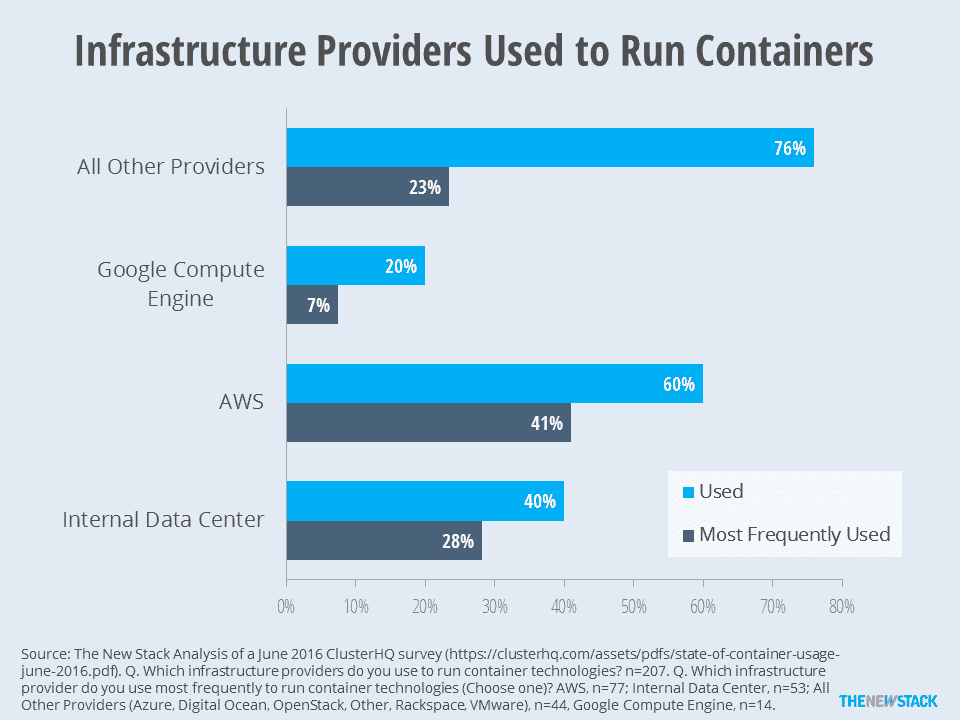 Infrastructure Providers Used to Run Containers
All Other Providers
76%
23%
Google Compute
Engine
20%
7%
AWS
60%
41%
Internal Data Center
40%
28%
Used
Most Frequently Used
0%
10%
20%
30%
40%
50%
60%
70%
80%
Source: The New Stack Analysis of a June 2016 ClusterHQ survey (https://clusterhq.com/assets/pdfs/state-of-container-usage-
june-2016.pdf). Q. Which infrastructure providers do you use to run container technologies? n=207. Q. Which infrastructure
provider do you use most frequently to run container technologies (Choose one)? AWS, n=77; Internal Data Center, n=53; All
Other Providers (Azure, Digital Ocean, OpenStack, Other, Rackspace, VMware), n=44, Google Compute Engine, n=14.
THENEWSTACK